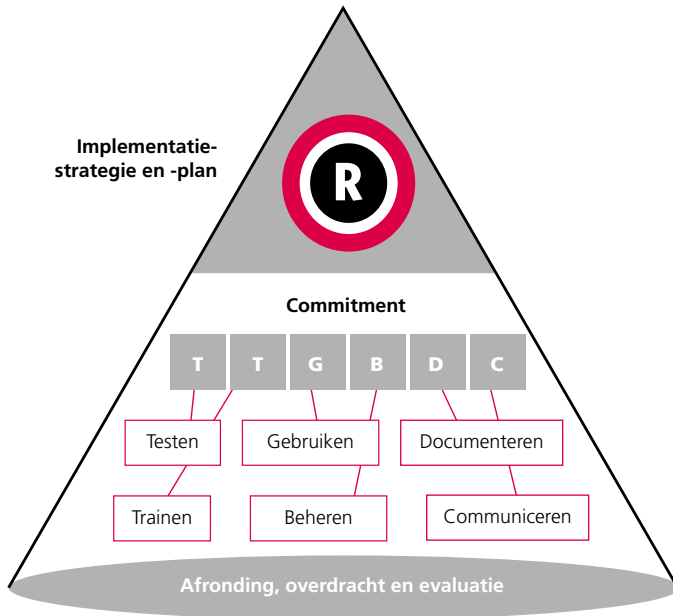 Implementatie-
strategie en -plan
R
Commitment
T T G B D C
Testen Gebruiken Documenteren
Trainen Beheren Communiceren
Afronding, overdracht en evaluatie